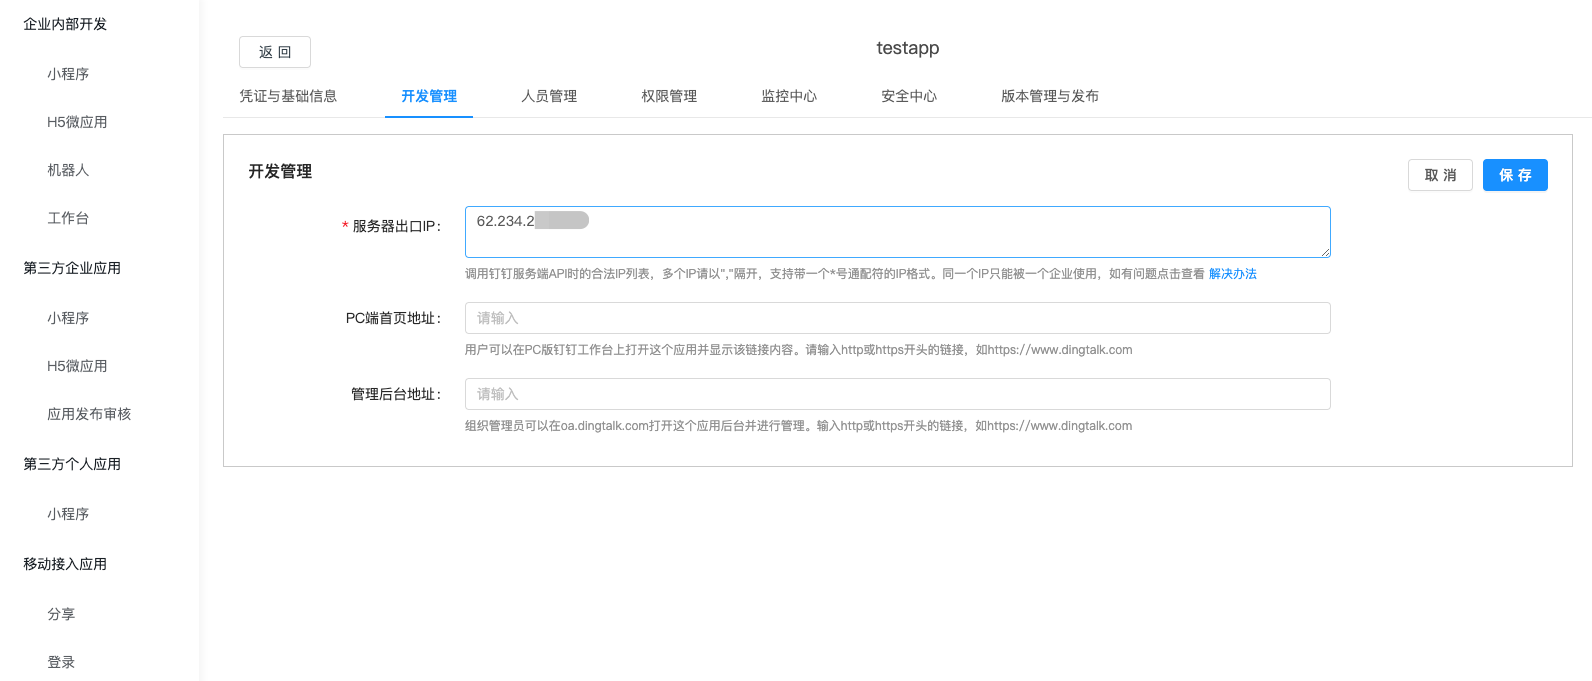 企业内部开发
小程序
H5微应用
机器人
工作台
第三方企业应用
小程序
H5微应用
应用发布审核
第三方个人应用
小程序
移动接入应用
分享
登录
返 回
testapp
凭证与基础信息
开发管理
人员管理
权限管理
监控中心
安全中心
版本管理与发布
开发管理
取 消
保 存
* 服务器出口IP：
62.234.2
调用钉钉服务端API时的合法IP列表，多个IP请以","隔开，支持带一个*号通配符的IP格式。同一个IP只能被一个企业使用，如有问题点击查看 解决办法
PC端首页地址：
请输入
用户可以在PC版钉钉工作台上打开这个应用并显示该链接内容。请输入http或https开头的链接，如https://www.dingtalk.com
管理后台地址：
请输入
组织管理员可以在oa.dingtalk.com打开这个应用后台并进行管理。输入http或https开头的链接，如https://www.dingtalk.com